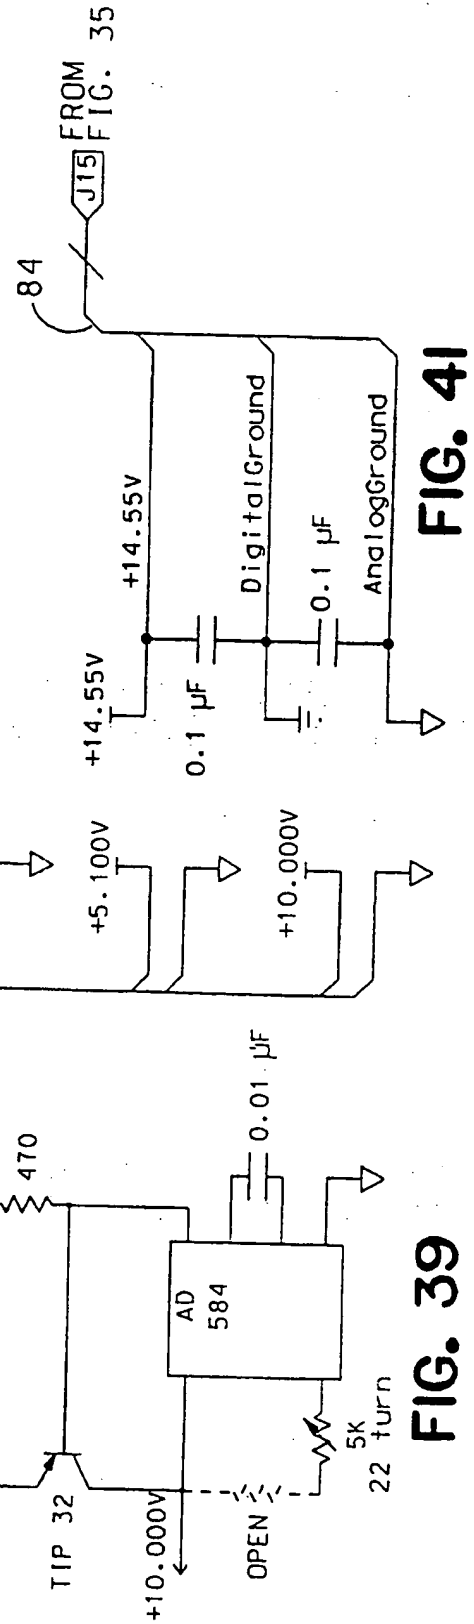 FROM
FIG. 35
J15
84
+14.55V
+14.55V
0.1 µF
DigitalGround
0.1 µF
AnalogGround
FIG. 41
+5.100V
+10.000V
470
TIP 32
AD
584
0.01 µF
+10.000V
OPEN
5K
22 turn
FIG. 39